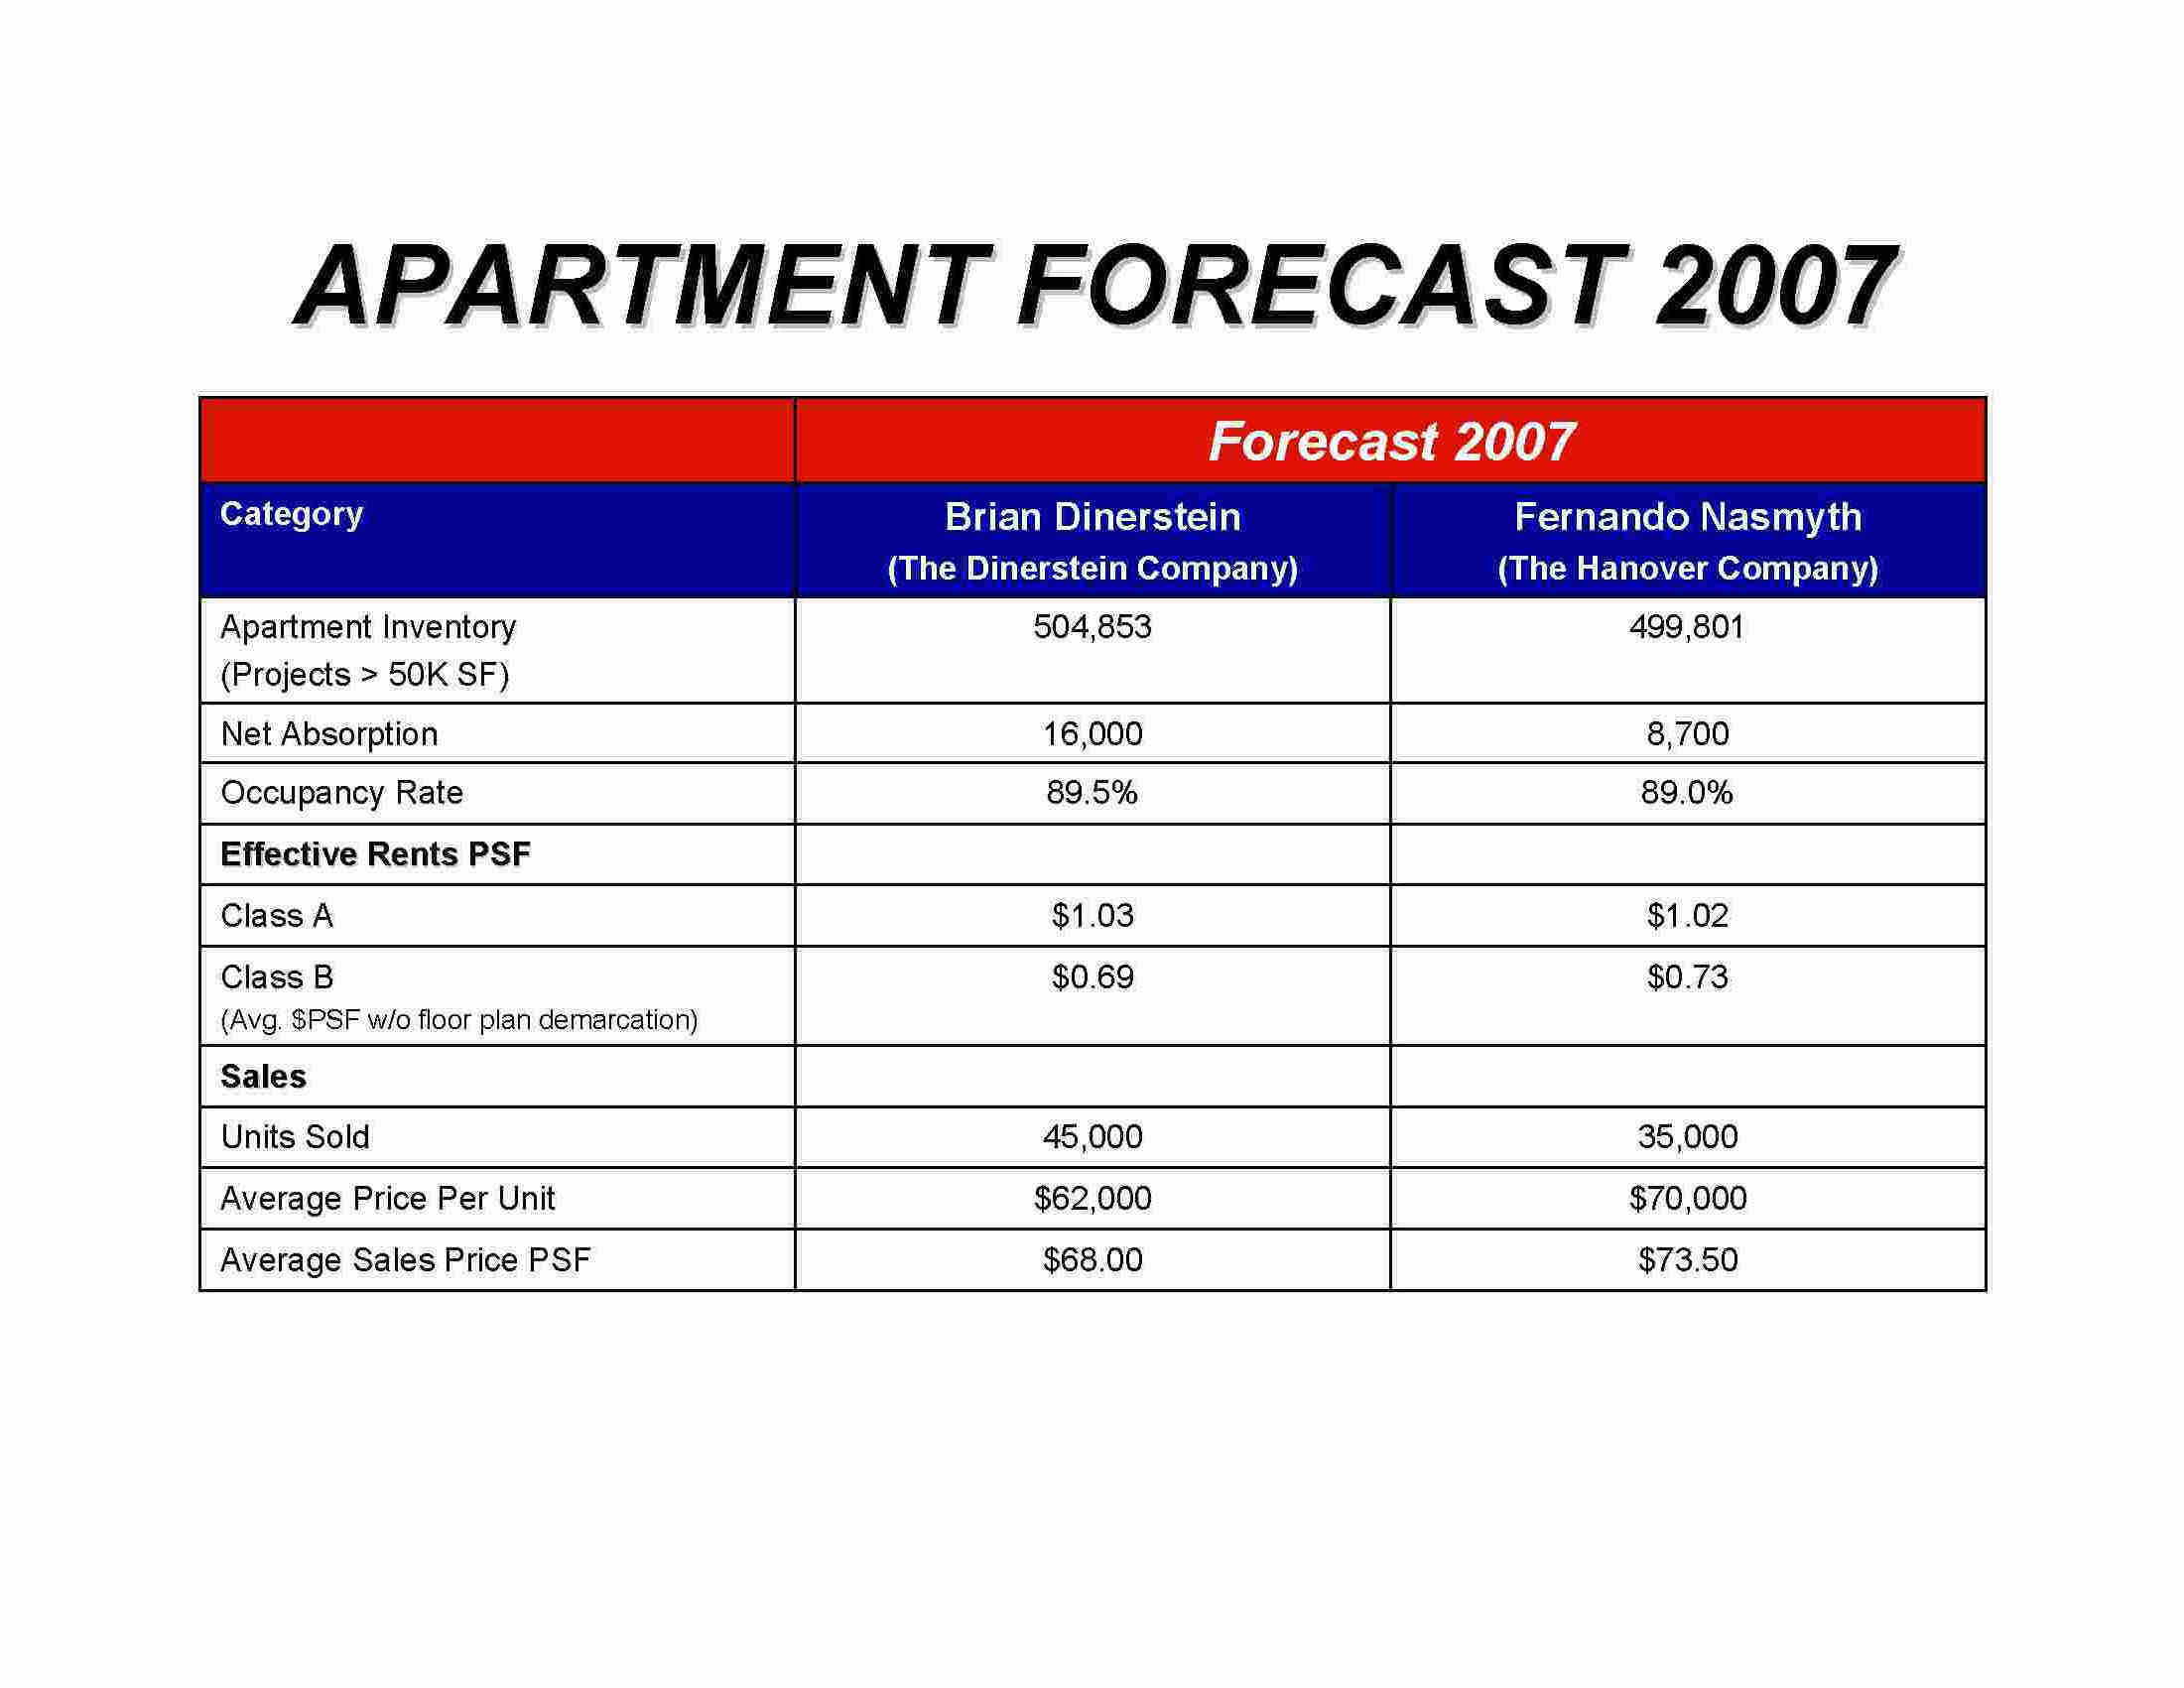 APARTMENT FORECAST 2007
Forecast 2007
Category
Brian Dinerstein
(The Dinerstein Company)
Fernando Nasmyth
(The Hanover Company)
Apartment Inventory
(Projects > 50K SF)
504,853
499,801
Net Absorption
16,000
8,700
Occupancy Rate
89.5%
89.0%
Effective Rents PSF
Class A
$1.03
$1.02
Class B
(Avg. $PSF w/o floor plan demarcation)
$0.69
$0.73
Sales
Units Sold
45,000
35,000
Average Price Per Unit
$62,000
$70,000
Average Sales Price PSF
$68.00
$73.50